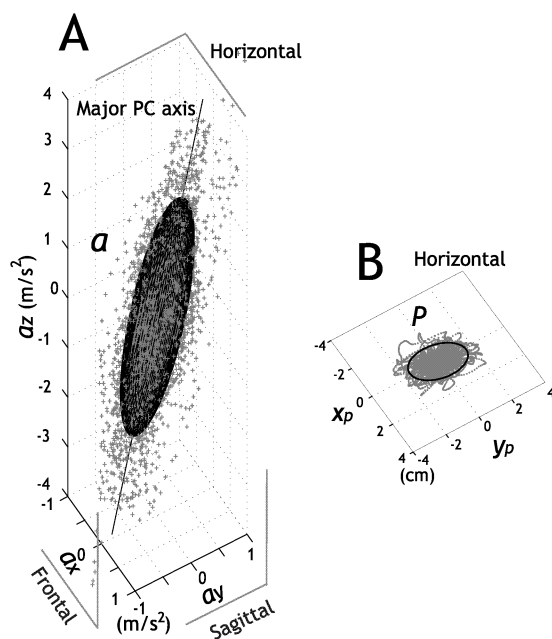 A
Horizontal
Major PC axis
a
az (m/s²)
4
3
2
1
0
-1
-2
-3
-4
-1
0
1
ax
Frontal
-1
0
1
(m/s²)
ay
Sagittal
B
Horizontal
P
-4
-2
0
2
4
xp
-4
-2
0
2
4
yp
(cm)